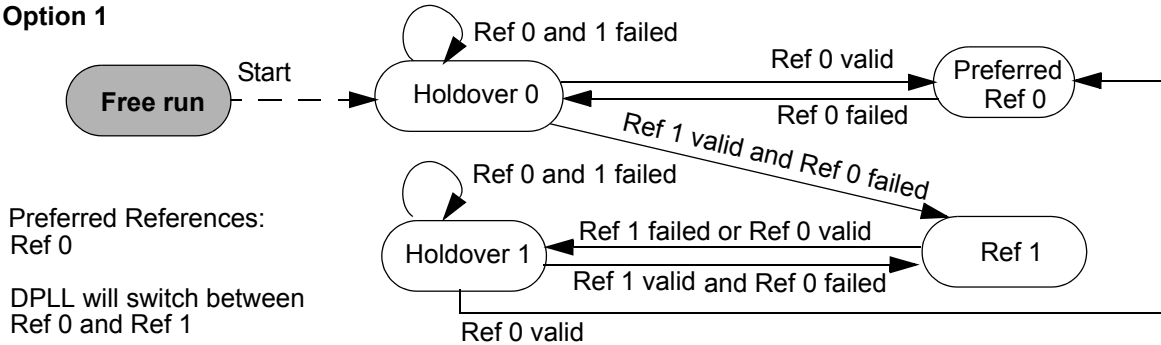 Option 1
Ref 0 and 1 failed
Start
Ref 0 valid
Free run
Holdover 0
Preferred
Ref 0
Ref 0 failed
Ref 1 valid and Ref 0 failed
Ref 0 and 1 failed
Preferred References:
Ref 0
Holdover 1
Ref 1 failed or Ref 0 valid
Ref 1
Ref 1 valid and Ref 0 failed
DPLL will switch between
Ref 0 and Ref 1
Ref 0 valid